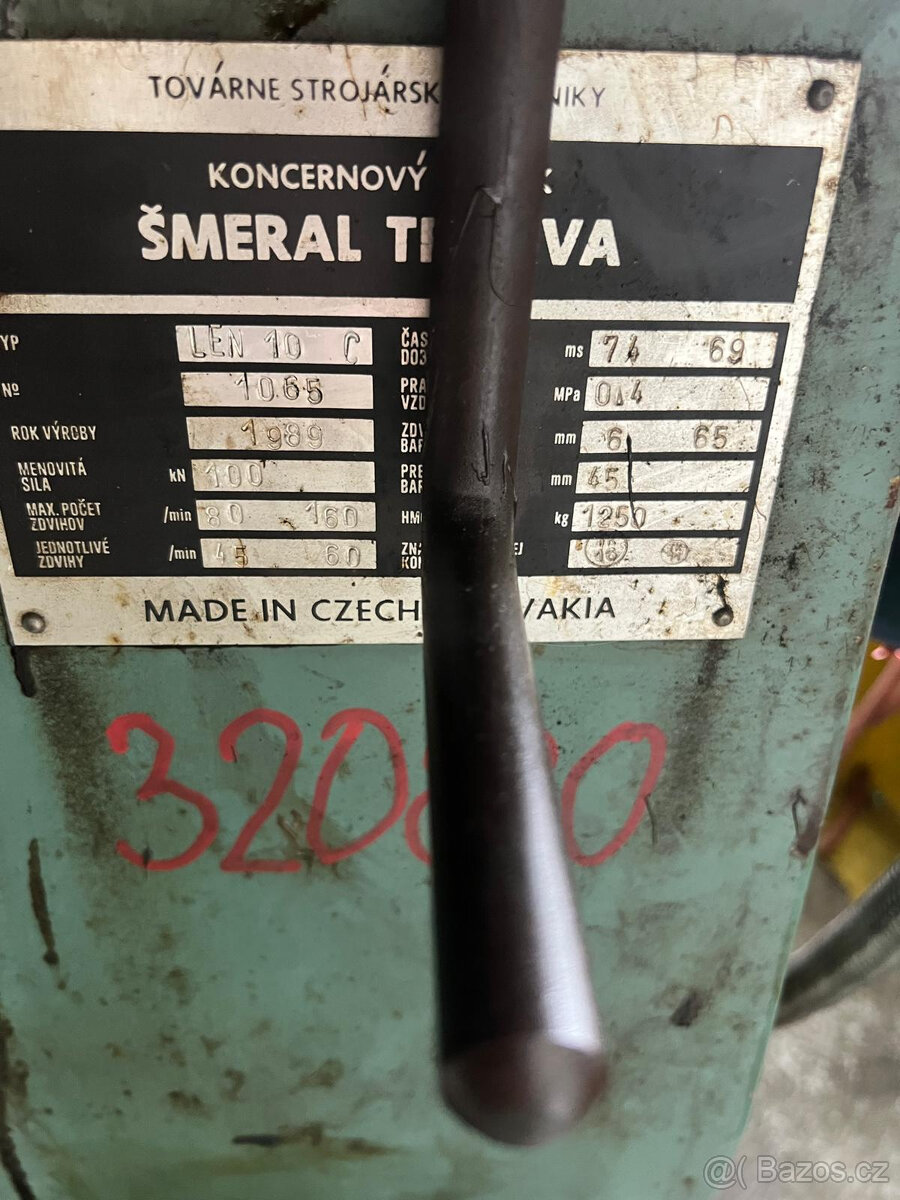 TOVÁRNE STROJÁRSK NIKY
KONCERNOVÝ K
ŠMERAL T VA
YP LEN 10 C
Nº 1065
ROK VÝROBY 1989
MENOVITÁ SILA kN 100
MAX. POČET ZDVIHOV /min 80 160
JEDNOTLIVÉ ZDVIHY /min 45 60
ČAS DOZ ms 74 69
PRA VZD MPa 0.4
ZDV BAR mm 6 65
PRE BAR mm 45
HM kg 1250
ZN KO EJ 16
MADE IN CZECH VAKIA
320 0
@( Bazoš.cz